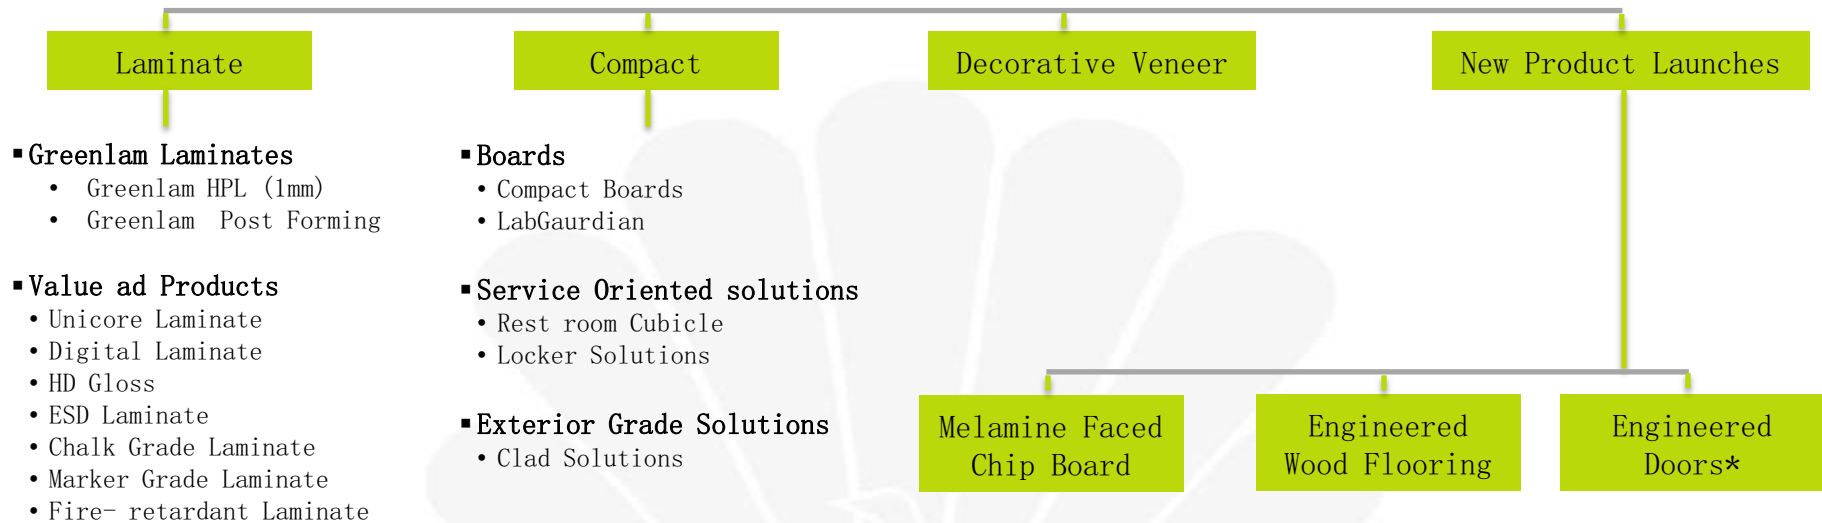 Laminate
Compact
Decorative Veneer
New Product Launches
▪Greenlam Laminates
• Greenlam HPL (1mm)
• Greenlam Post Forming
▪Value ad Products
• Unicore Laminate
• Digital Laminate
• HD Gloss
• ESD Laminate
• Chalk Grade Laminate
• Marker Grade Laminate
• Fire- retardant Laminate
▪Boards
• Compact Boards
• LabGaurdian
▪Service Oriented solutions
• Rest room Cubicle
• Locker Solutions
▪Exterior Grade Solutions
• Clad Solutions
Melamine Faced
Chip Board
Engineered
Wood Flooring
Engineered
Doors*